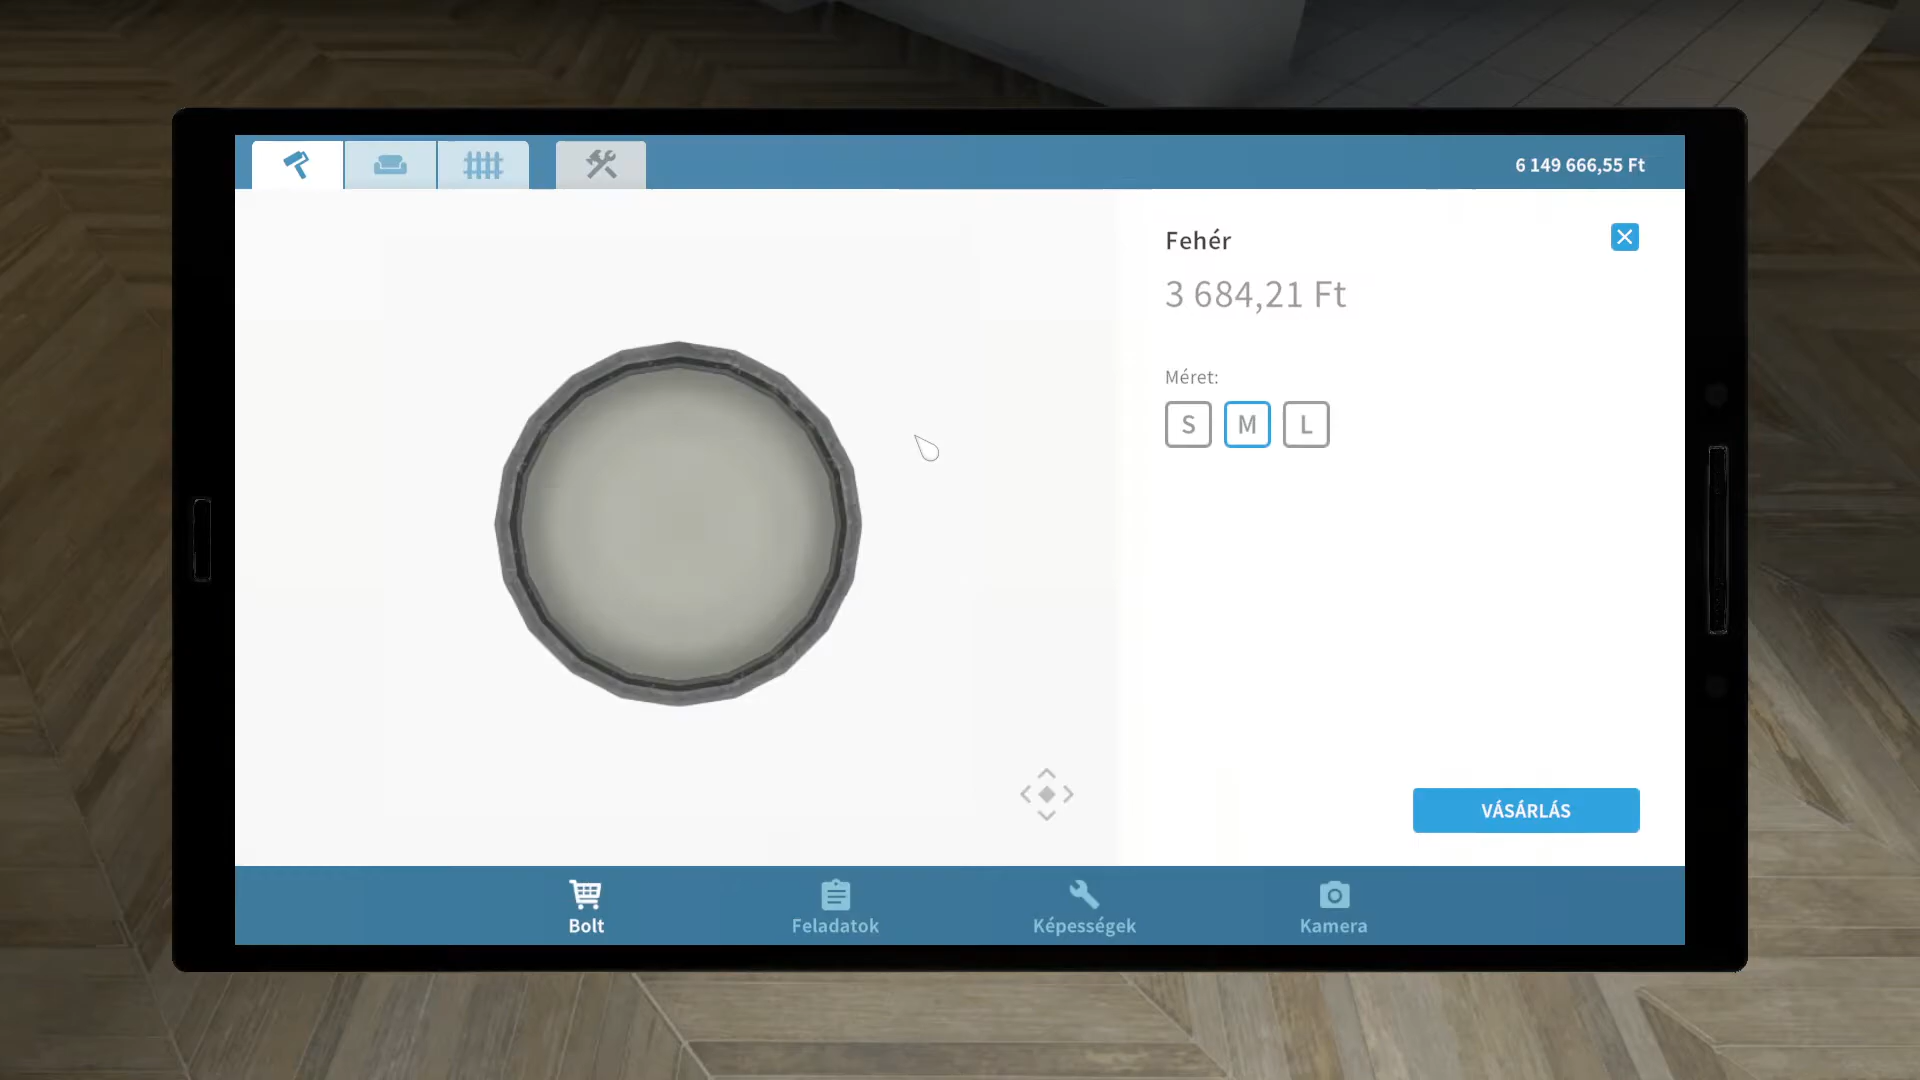 6 149 666,55 Ft
Fehér
3 684,21 Ft
Méret:
S M L
VÁSÁRLÁS
Bolt Feladatok Képességek Kamera